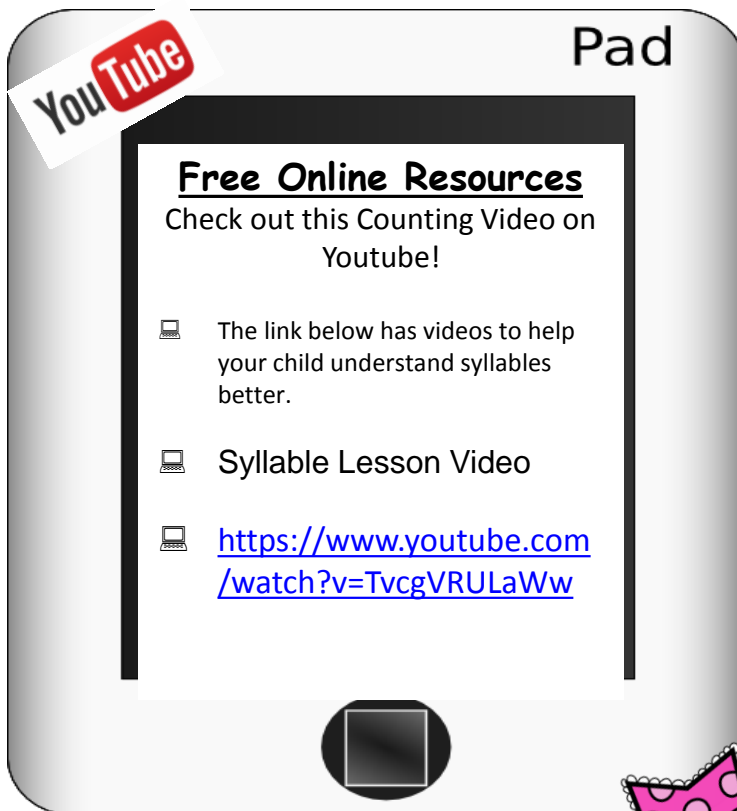 Pad
YouTube
Free Online Resources
Check out this Counting Video on
Youtube!
The link below has videos to help
your child understand syllables
better.
Syllable Lesson Video
https://www.youtube.com
/watch?v=TvcgVRULaWw